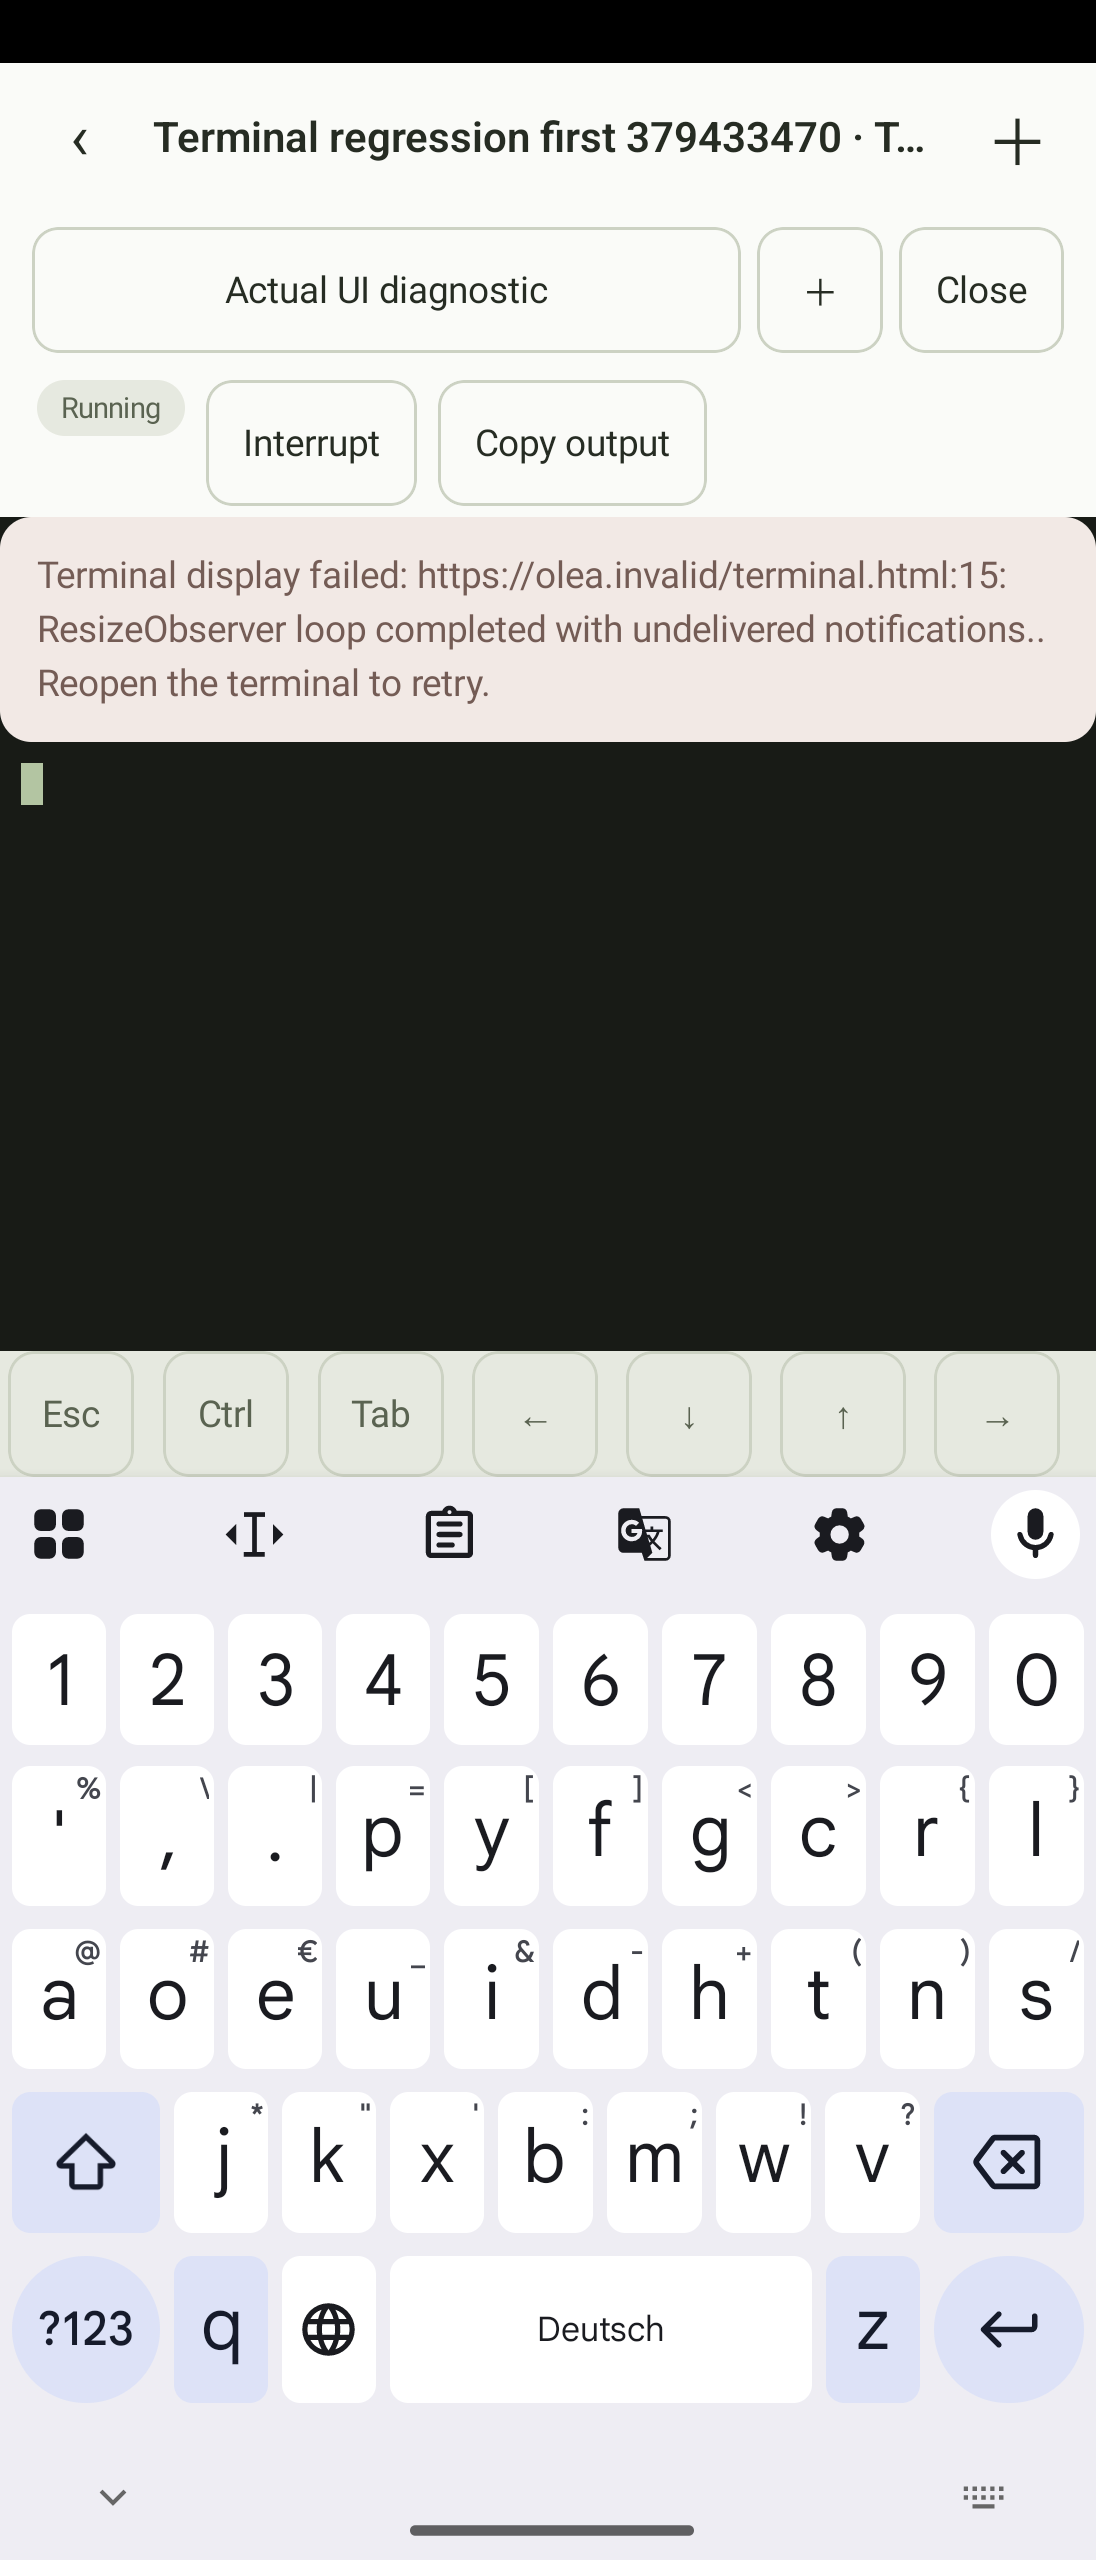 ‹ Terminal regression first 379433470 · T… +
Actual UI diagnostic + Close
Running Interrupt Copy output
Terminal display failed: https://olea.invalid/terminal.html:15:
ResizeObserver loop completed with undelivered notifications..
Reopen the terminal to retry.
Esc Ctrl Tab ← ↓ ↑ →
1 2 3 4 5 6 7 8 9 0
% \ | = [ ] < > { }
' , . p y f g c r l
@ # € _ & - + ( ) /
a o e u i d h t n s
* " ' : ; ! ?
j k x b m w v
?123 q Deutsch z